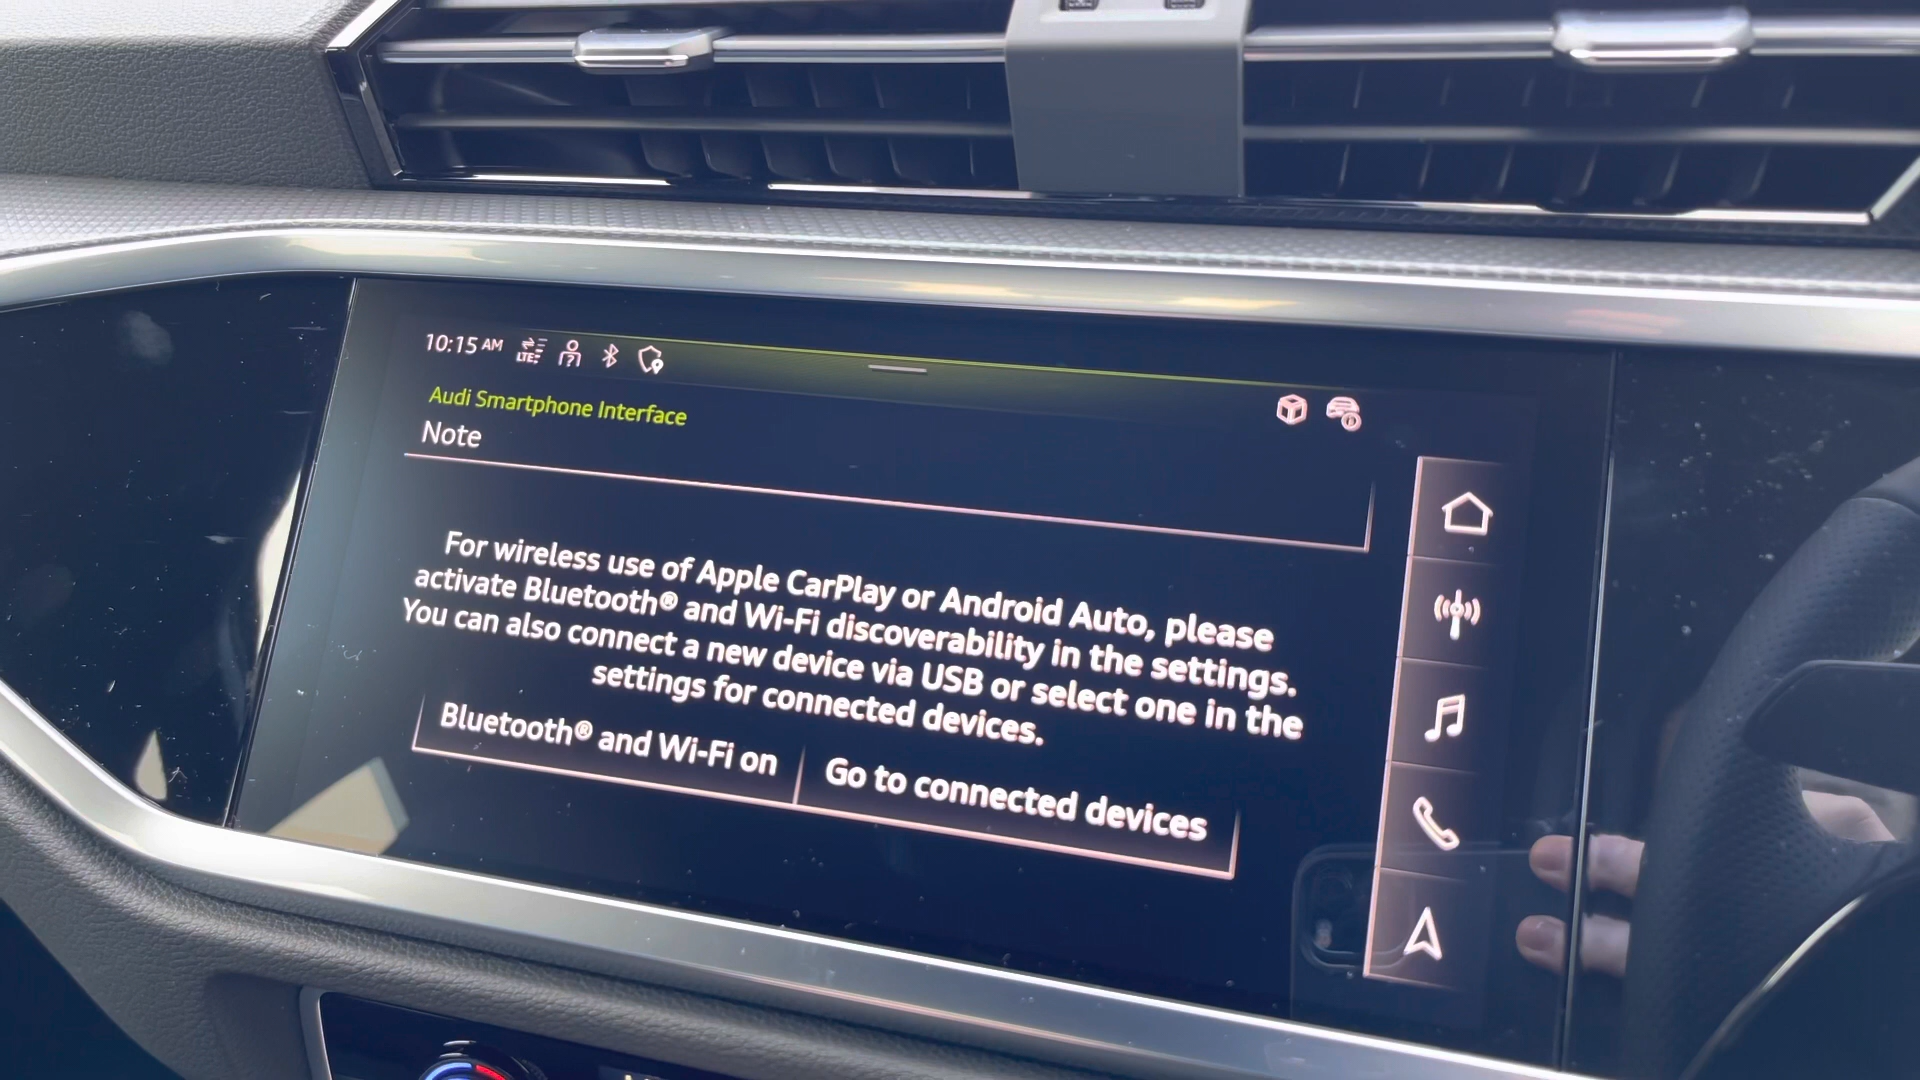 10:15 AM
LTE
Audi Smartphone Interface
Note
For wireless use of Apple CarPlay or Android Auto, please
activate Bluetooth® and Wi-Fi discoverability in the settings.
You can also connect a new device via USB or select one in the
settings for connected devices.
Bluetooth® and Wi-Fi on
Go to connected devices